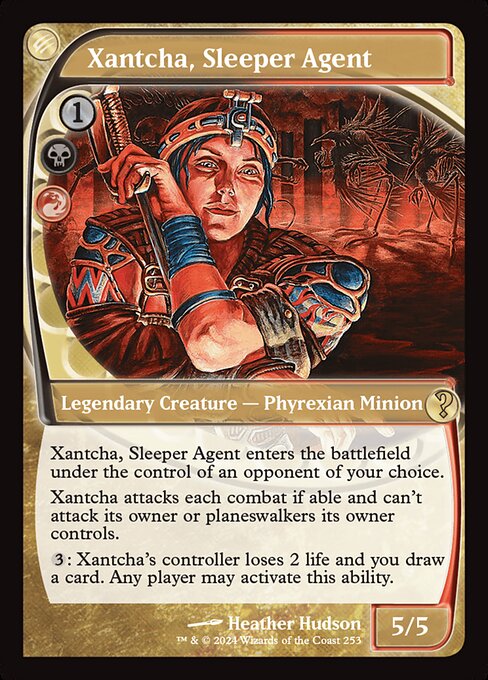 Xantcha, Sleeper Agent
1
Legendary Creature — Phyrexian Minion
Xantcha, Sleeper Agent enters the battlefield
under the control of an opponent of your choice.
Xantcha attacks each combat if able and can't
attack its owner or planeswalkers its owner
controls.
3: Xantcha's controller loses 2 life and you draw
a card. Any player may activate this ability.
Heather Hudson
™ & © 2024 Wizards of the Coast 253
5/5